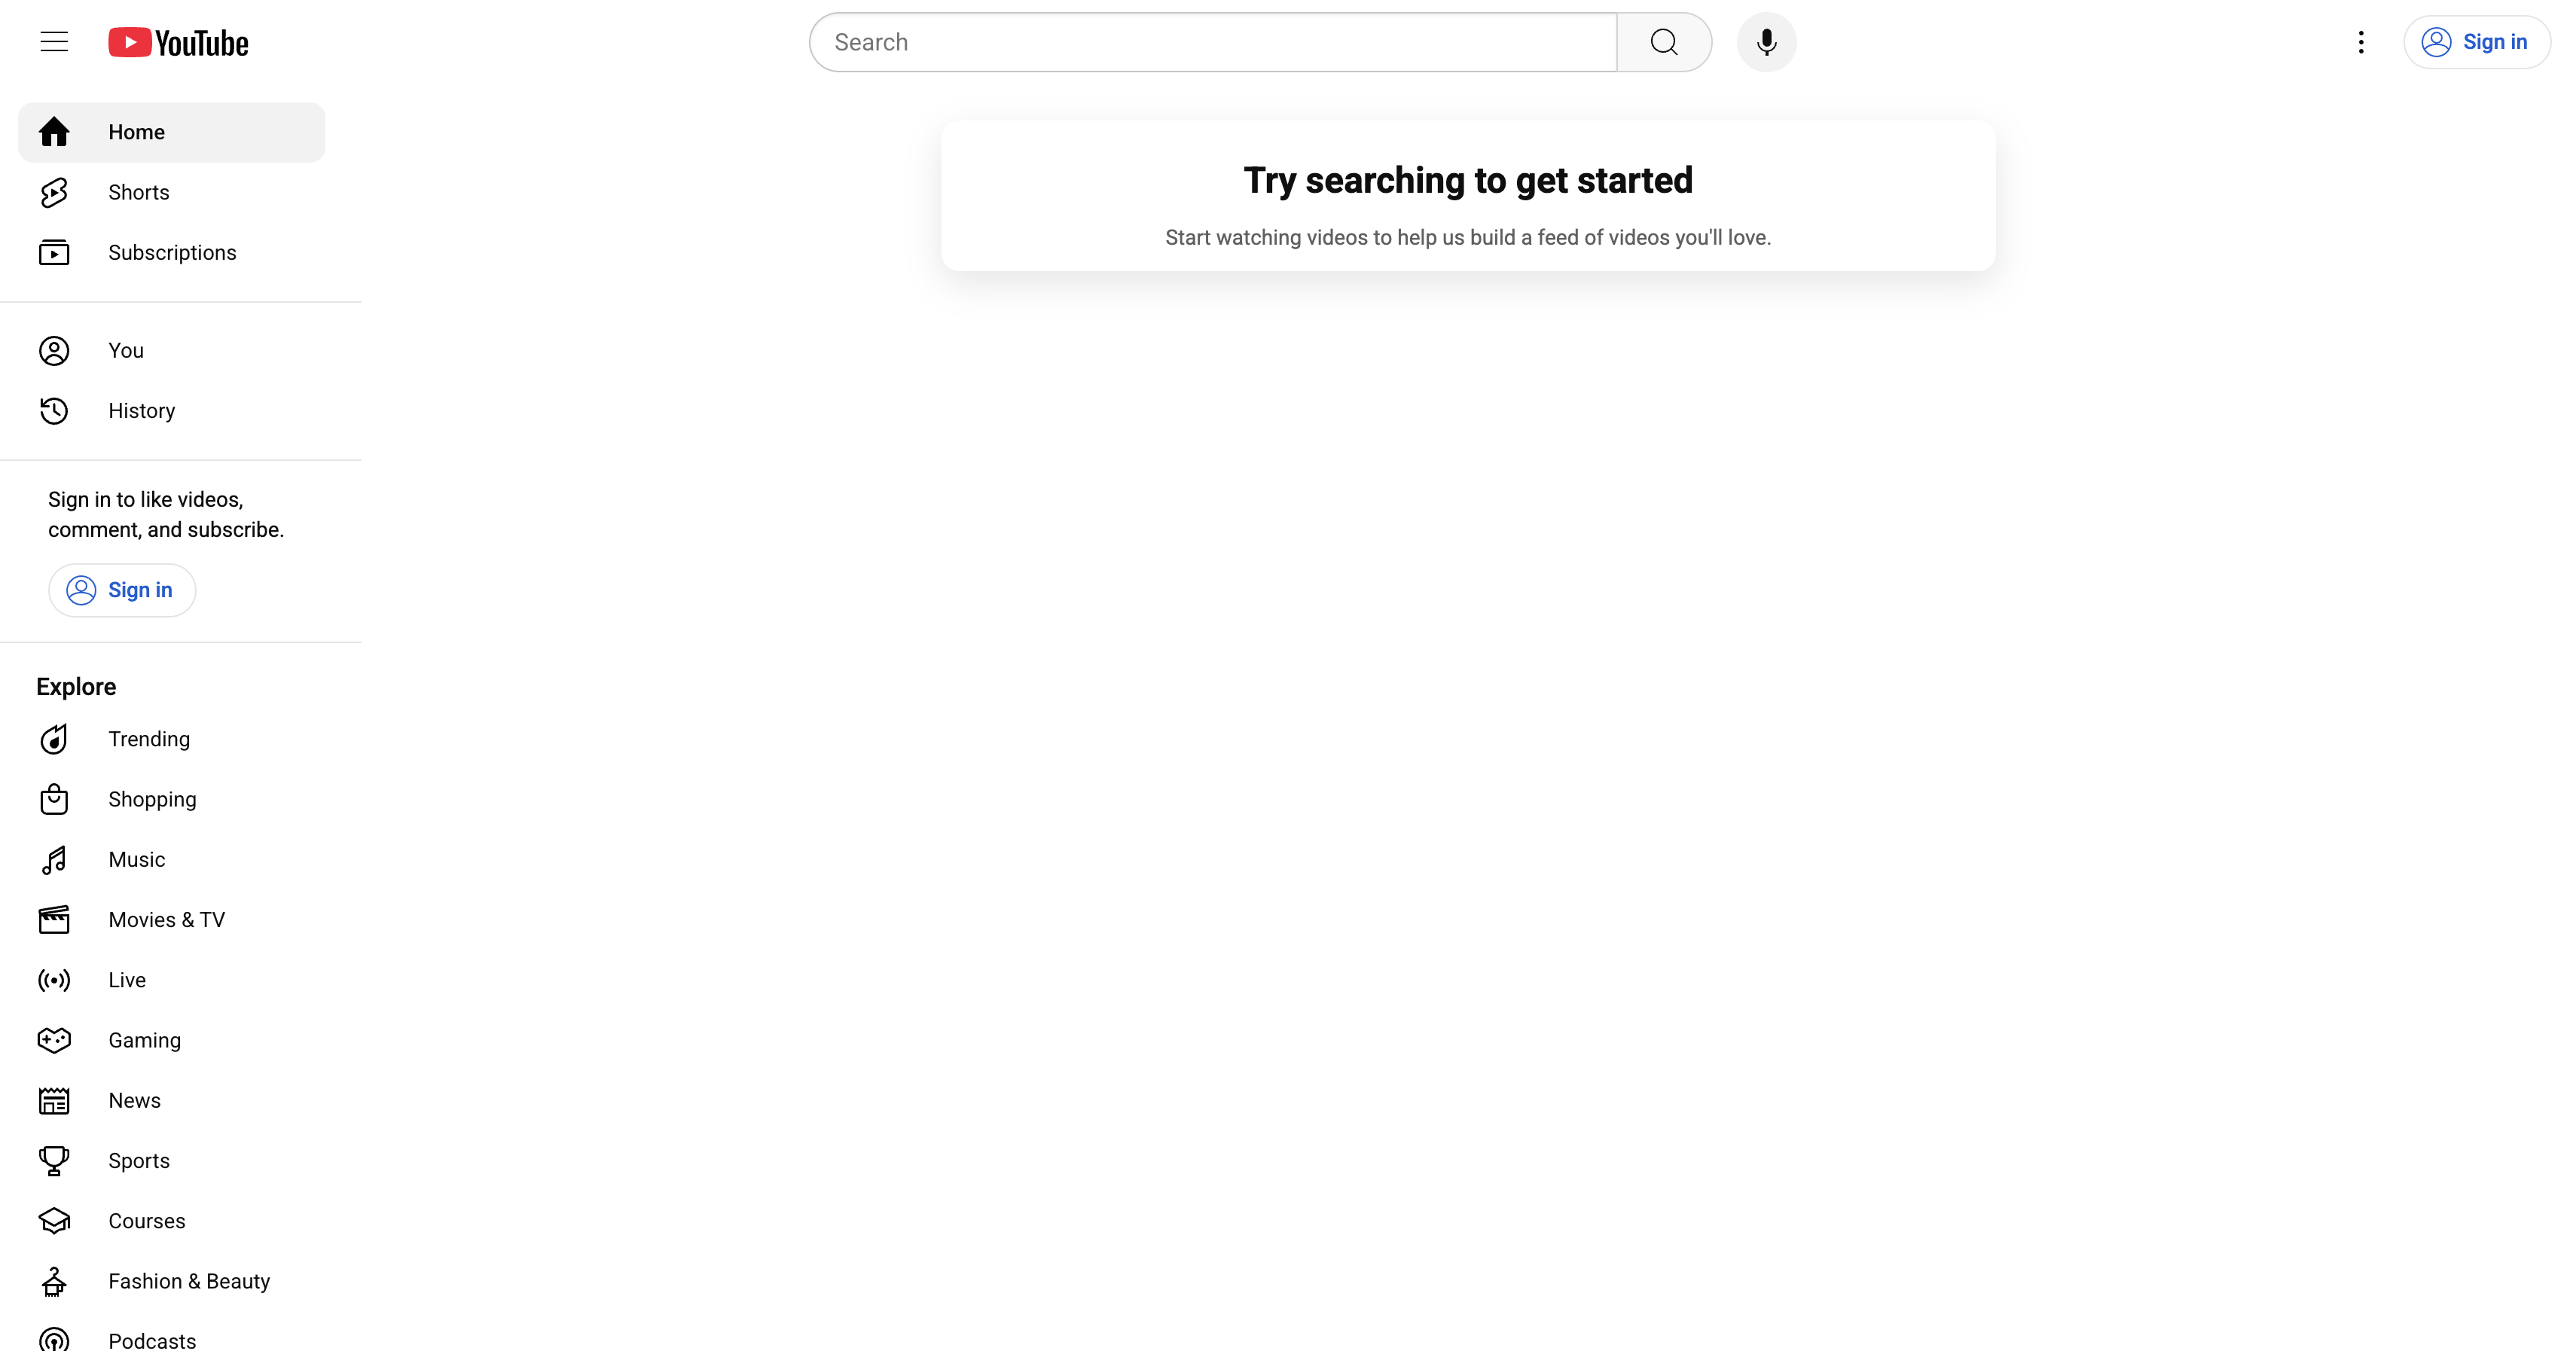 YouTube
Search
Sign in
Home
Shorts
Subscriptions
You
History
Sign in to like videos,
comment, and subscribe.
Sign in
Explore
Trending
Shopping
Music
Movies & TV
Live
Gaming
News
Sports
Courses
Fashion & Beauty
Podcasts
Try searching to get started
Start watching videos to help us build a feed of videos you'll love.